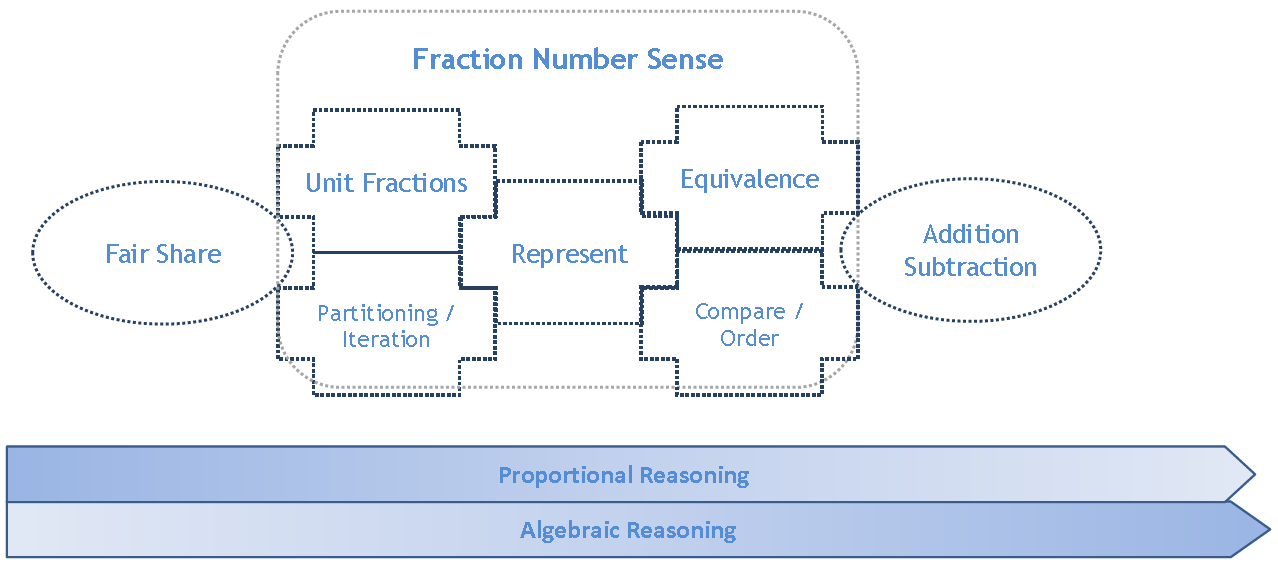 Fraction Number Sense
Unit Fractions
Equivalence
Fair Share
Represent
Addition
Subtraction
Partitioning /
Iteration
Compare /
Order
Proportional Reasoning
Algebraic Reasoning